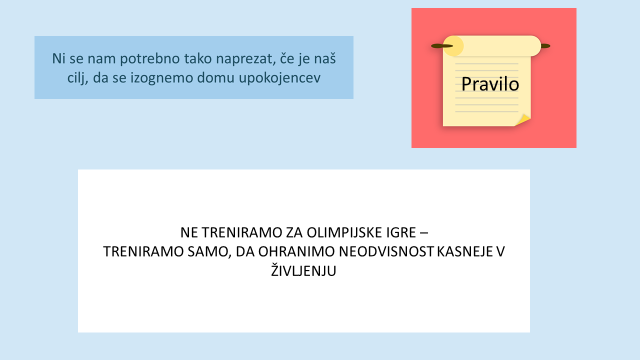 Ni se nam potrebno tako naprezat, če je naš
cilj, da se izognemo domu upokojencev
Pravilo
NE TRENIRAMO ZA OLIMPIJSKE IGRE –
TRENIRAMO SAMO, DA OHRANIMO NEODVISNOST KASNEJE V
ŽIVLJENJU